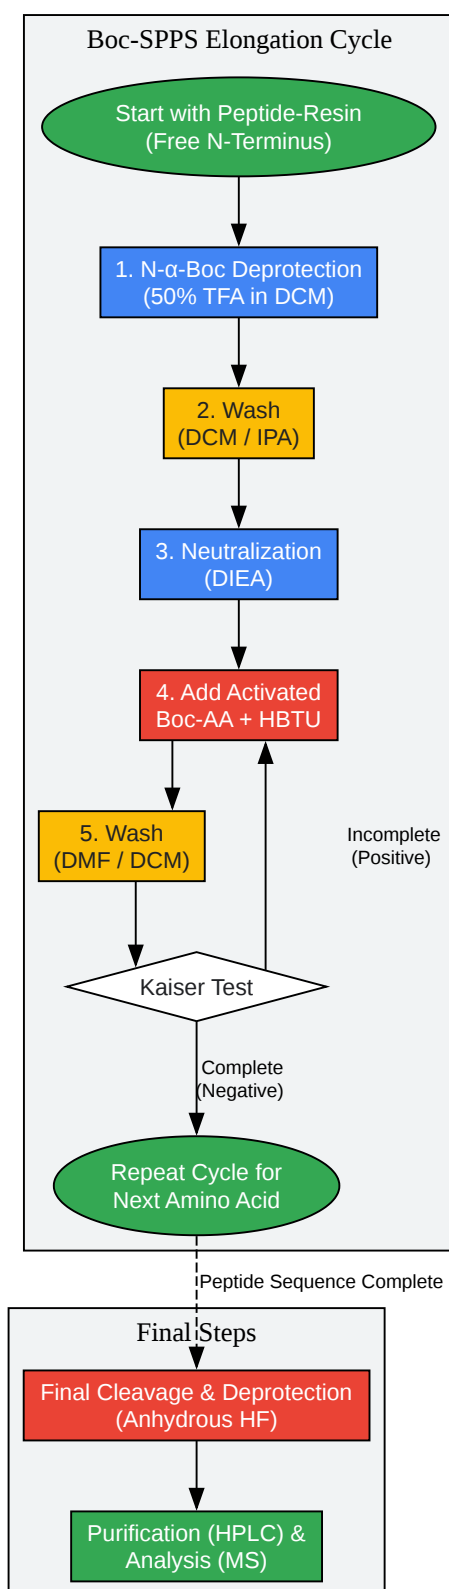 Boc-SPPS Elongation Cycle
Start with Peptide-Resin
(Free N-Terminus)
1. N-α-Boc Deprotection
(50% TFA in DCM)
2. Wash
(DCM / IPA)
3. Neutralization
(DIEA)
4. Add Activated
Boc-AA + HBTU
5. Wash
(DMF / DCM)
Incomplete
(Positive)
Kaiser Test
Complete
(Negative)
Repeat Cycle for
Next Amino Acid
Peptide Sequence Complete
Final Steps
Final Cleavage & Deprotection
(Anhydrous HF)
Purification (HPLC) &
Analysis (MS)